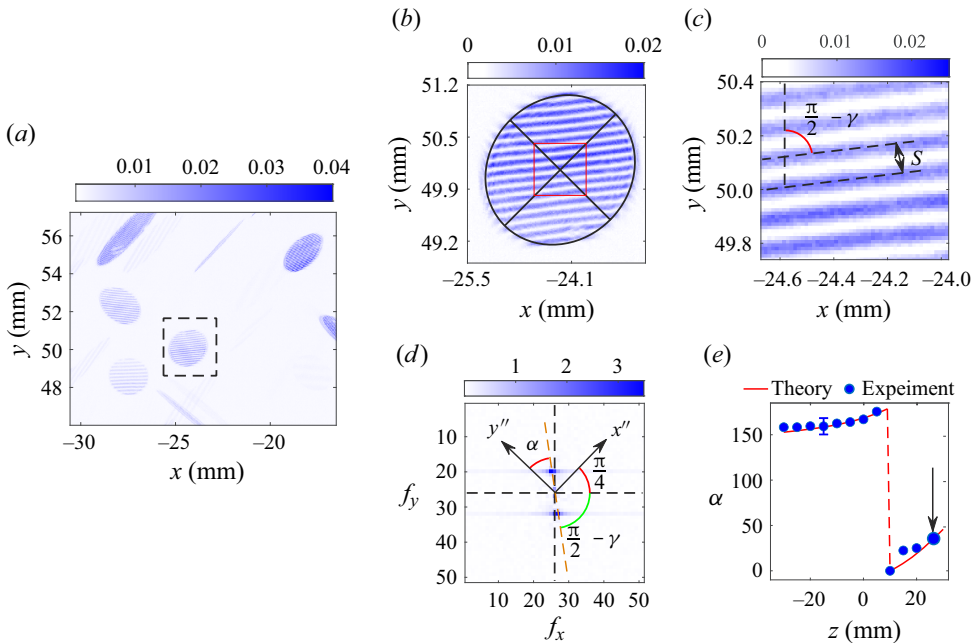 (a)
0.01 0.02 0.03 0.04
y (mm)
56
54
52
50
48
−30 −25 −20
x (mm)
(b)
0 0.01 0.02
y (mm)
51.2
50.5
49.9
49.2
−25.5 −24.1
x (mm)
(c)
0 0.01 0.02
y (mm)
50.4
50.2
50.0
49.8
π/2 − γ
S
−24.6 −24.4 −24.2 −24.0
x (mm)
(d)
1 2 3
f_y
10
20
30
40
50
y″
α
x″
π/4
π/2 − γ
10 20 30 40 50
f_x
(e)
Theory Expeiment
α
150
100
50
0
−20 0 20
z (mm)